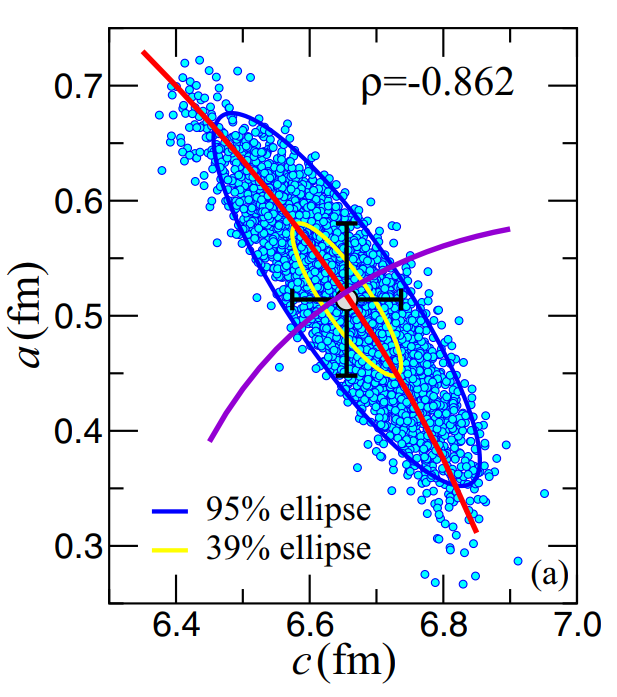 0.7
ρ=-0.862
0.6
0.5
0.4
0.3
a(fm)
95% ellipse
39% ellipse
(a)
6.4 6.6 6.8 7.0
c(fm)